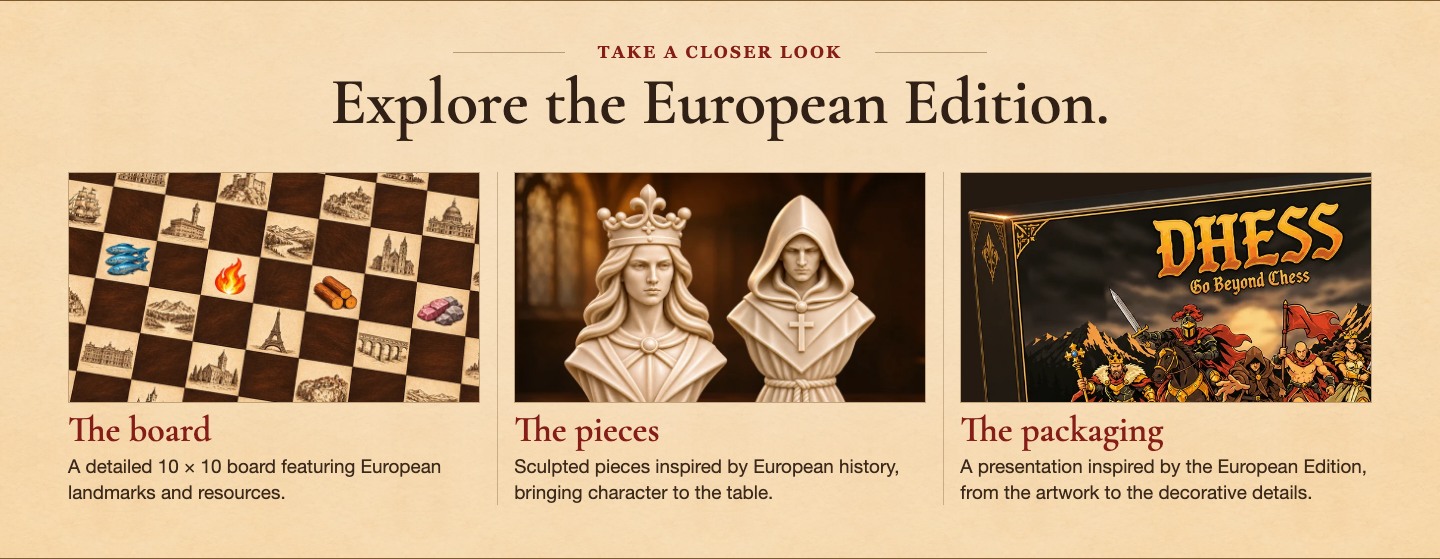 TAKE A CLOSER LOOK
Explore the European Edition.
DHESS
Go Beyond Chess
The board
A detailed 10 × 10 board featuring European
landmarks and resources.
The pieces
Sculpted pieces inspired by European history,
bringing character to the table.
The packaging
A presentation inspired by the European Edition,
from the artwork to the decorative details.